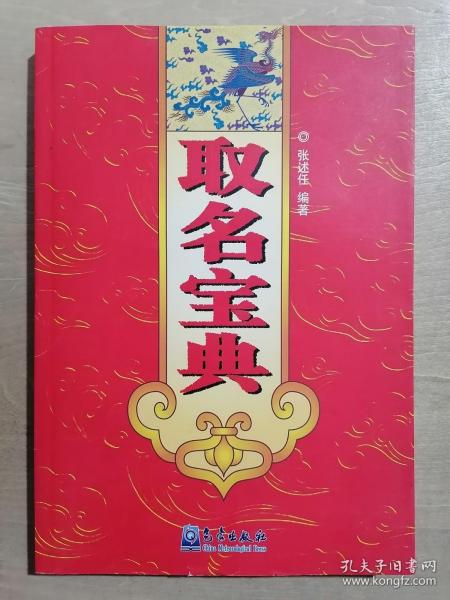 取名宝典
◎ 张述任 编著
气象出版社
China Meteorological Press
孔夫子旧书网
www.kongfz.com